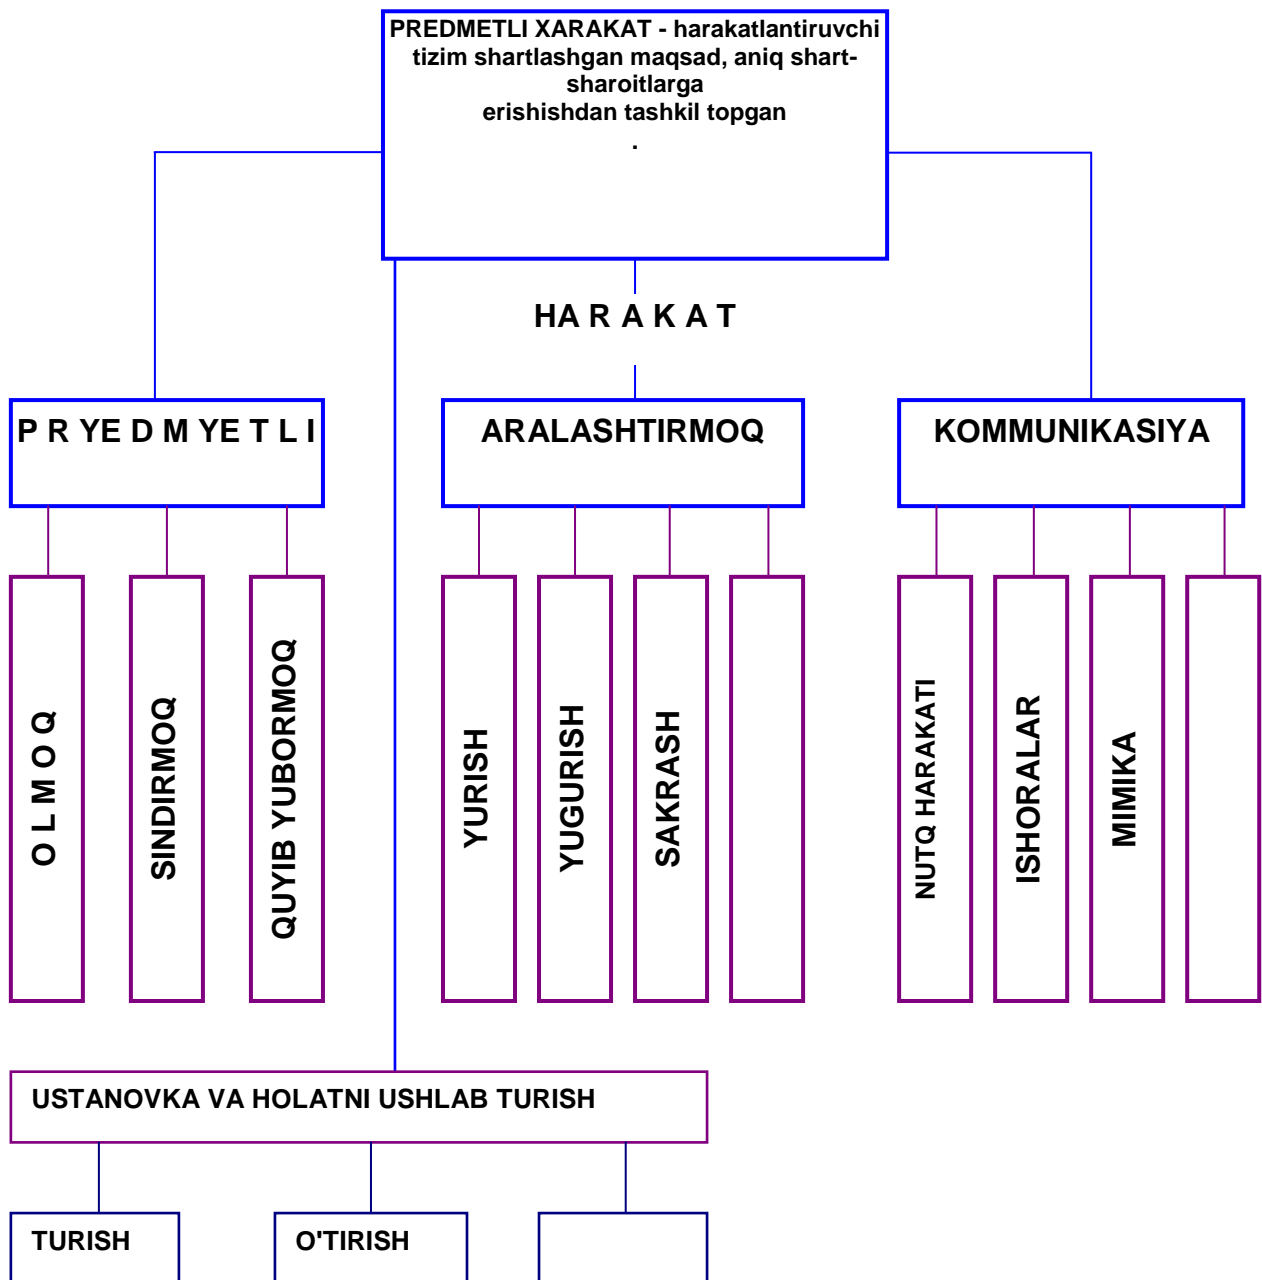 PREDMETLI XARAKAT - harakatlantiruvchi
tizim shartlashgan maqsad, aniq shart-
sharoitlarga
erishishdan tashkil topgan
.
HA R A K A T
P R YE D M YE T L I
ARALASHTIRMOQ
KOMMUNIKASIYA
O L M O Q
SINDIRMOQ
QUYIB YUBORMOQ
YURISH
YUGURISH
SAKRASH
NUTQ HARAKATI
ISHORALAR
MIMIKA
USTANOVKA VA HOLATNI USHLAB TURISH
TURISH
O'TIRISH